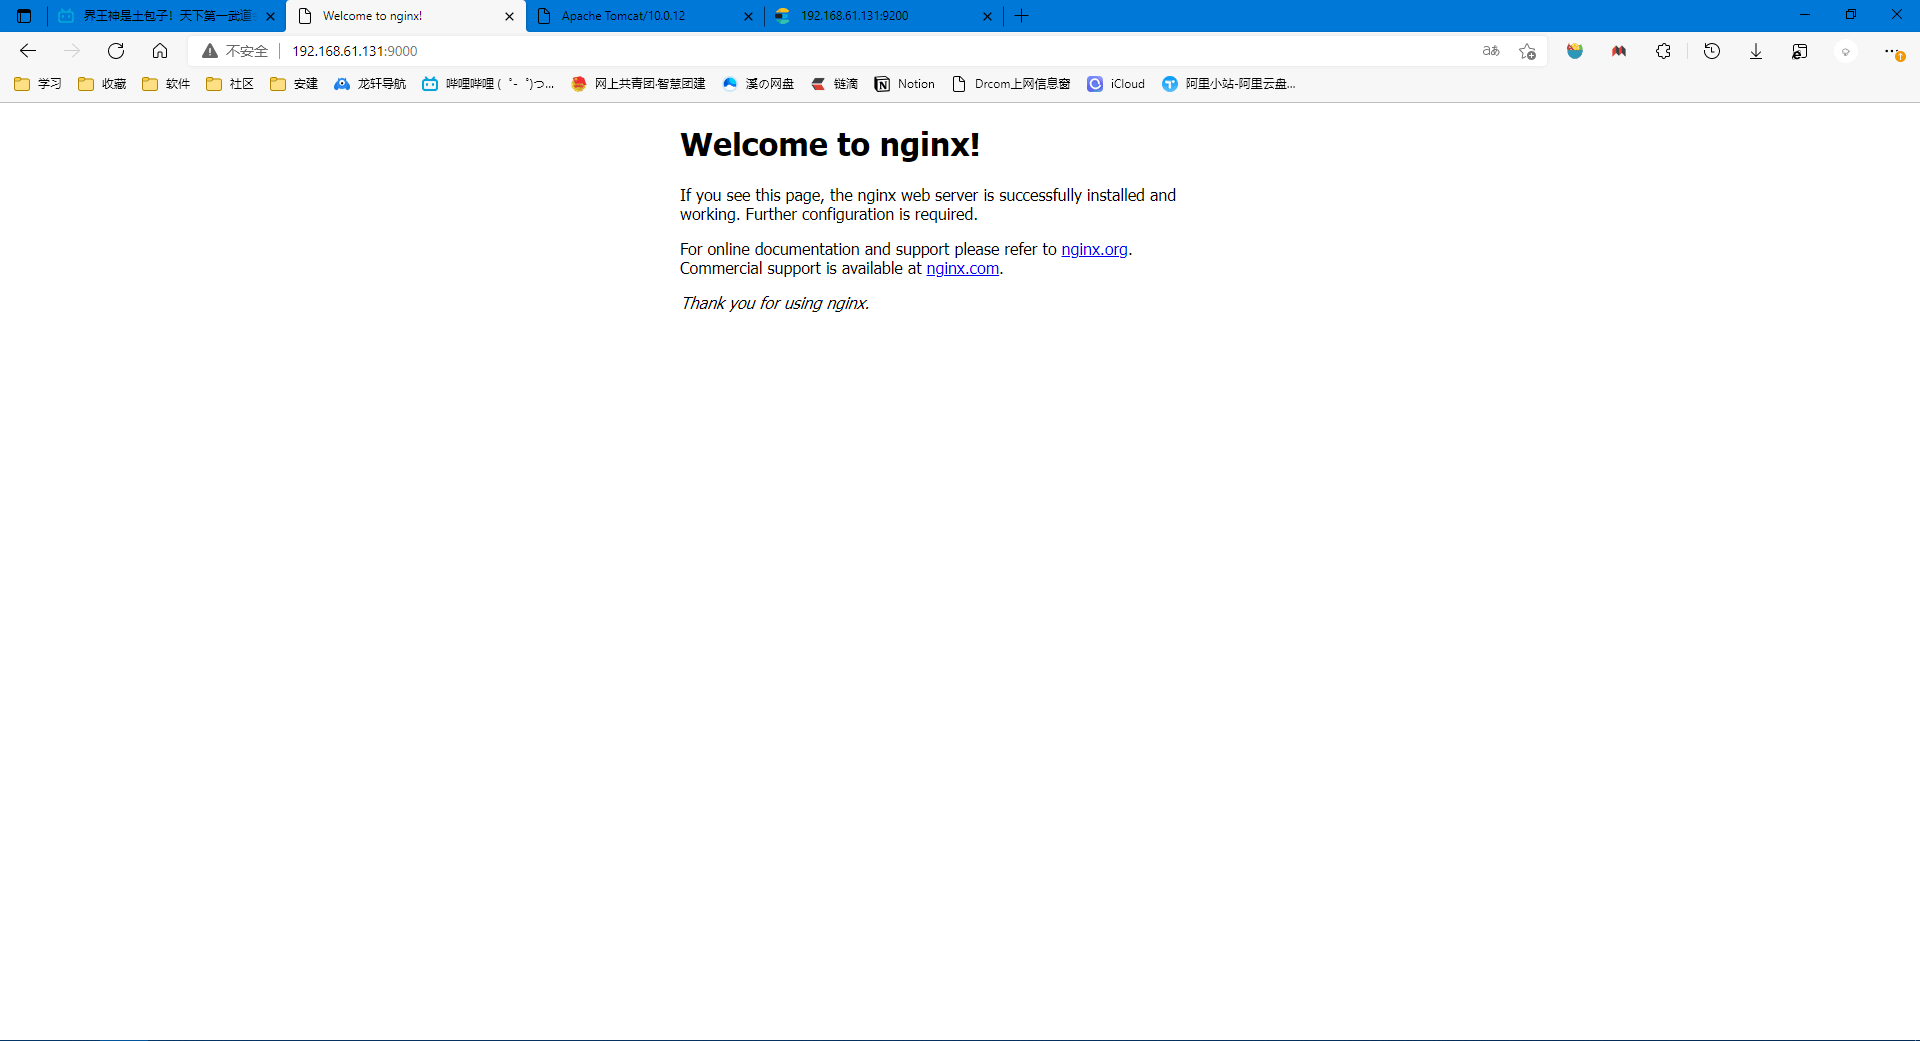 界王神是土包子！天下第一武道
Welcome to nginx!
Apache Tomcat/10.0.12
192.168.61.131:9200
不安全
192.168.61.131:9000
aあ
学习
收藏
软件
社区
安建
龙轩导航
哔哩哔哩 ( ゜- ゜)つ...
网上共青团·智慧团建
溪の网盘
链滴
Notion
Drcom上网信息窗
iCloud
阿里小站-阿里云盘...
Welcome to nginx!
If you see this page, the nginx web server is successfully installed and
working. Further configuration is required.
For online documentation and support please refer to nginx.org.
Commercial support is available at nginx.com.
Thank you for using nginx.